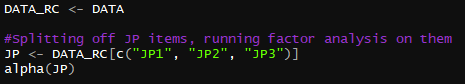 DATA_RC <- DATA
#Splitting off JP items, running factor analysis on them
JP <- DATA_RC[c("JP1", "JP2", "JP3")]
alpha(JP)